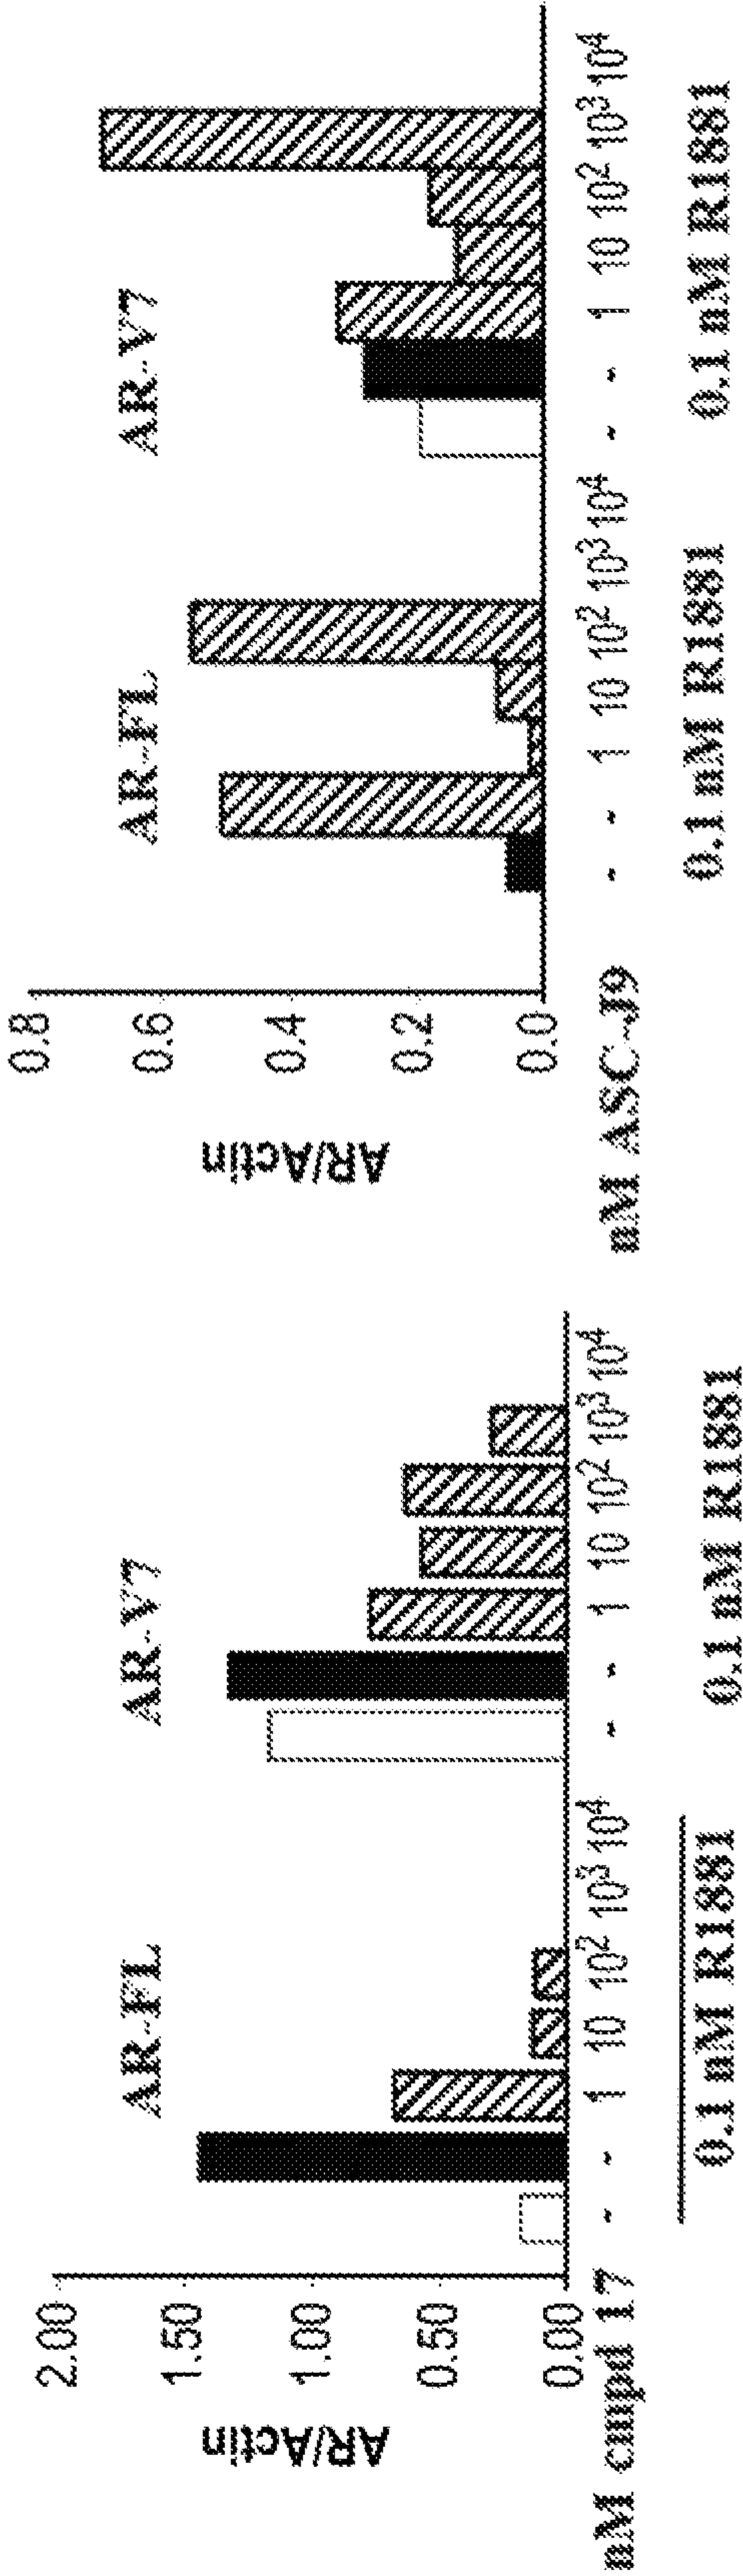 AR-FL
AR-V7
AR/Actin
2.00
1.50
1.00
0.50
0.00
nM cmpd 17 - - 1 10 10² 10³ 10⁴ - - 1 10 10² 10³ 10⁴
0.1 nM R1881
0.1 nM R1881
AR-FL
AR-V7
AR/Actin
0.8
0.6
0.4
0.2
0.0
nM ASC-J9 - - 1 10 10² 10³ 10⁴ - - 1 10 10² 10³ 10⁴
0.1 nM R1881
0.1 nM R1881